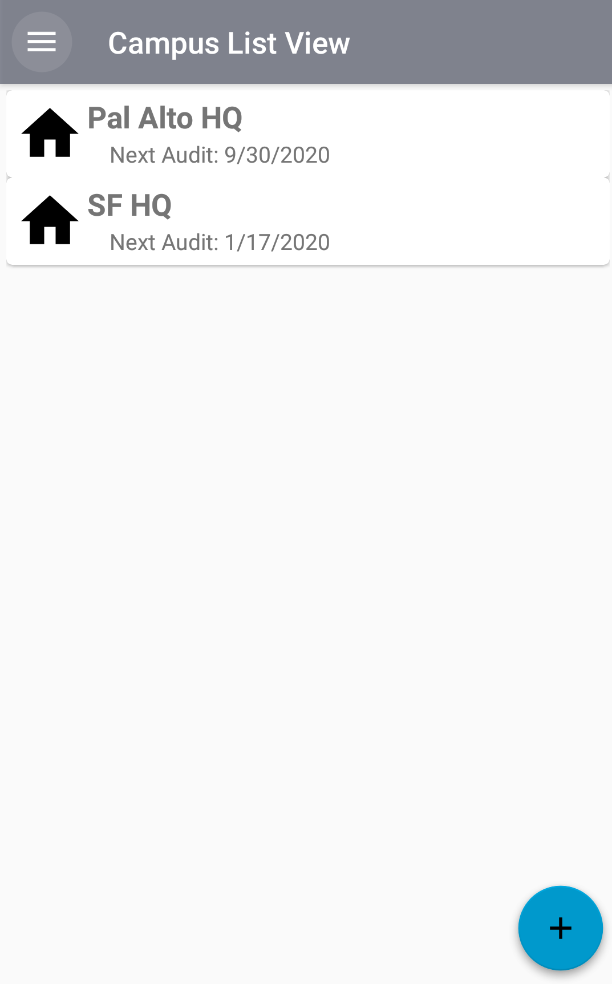 Campus List View
Pal Alto HQ
Next Audit: 9/30/2020
SF HQ
Next Audit: 1/17/2020
+